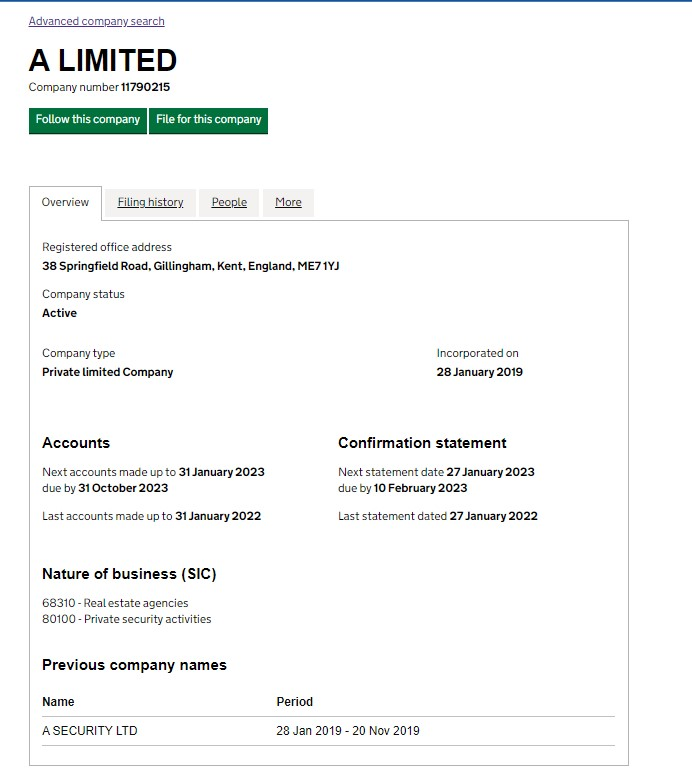 Advanced company search
A LIMITED
Company number 11790215
Follow this company File for this company
Overview Filing history People More
Registered office address
38 Springfield Road, Gillingham, Kent, England, ME7 1YJ
Company status
Active
Company type Incorporated on
Private limited Company 28 January 2019
Accounts Confirmation statement
Next accounts made up to 31 January 2023 Next statement date 27 January 2023
due by 31 October 2023 due by 10 February 2023
Last accounts made up to 31 January 2022 Last statement dated 27 January 2022
Nature of business (SIC)
68310 - Real estate agencies
80100 - Private security activities
Previous company names
Name Period
A SECURITY LTD 28 Jan 2019 - 20 Nov 2019